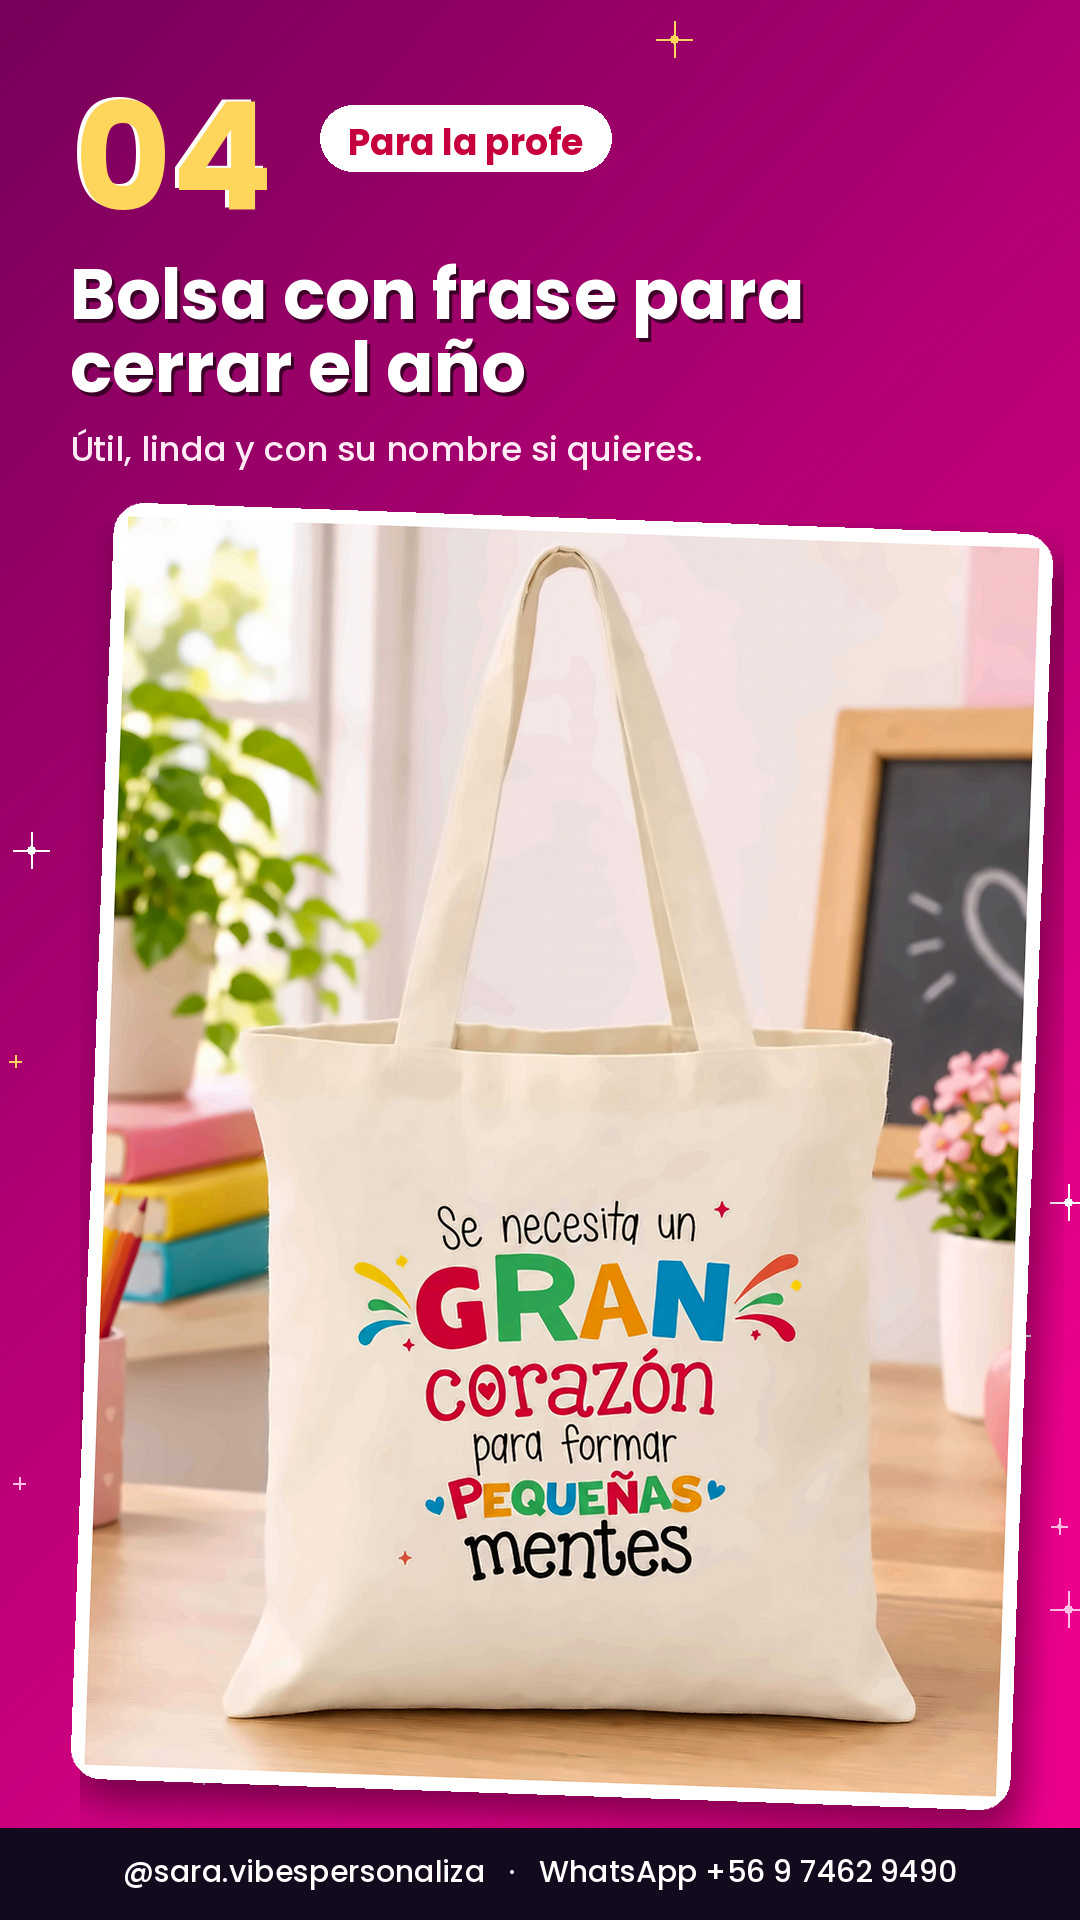 04
Para la profe
Bolsa con frase para
cerrar el año
Útil, linda y con su nombre si quieres.
Se necesita un
GRAN
corazón
para formar
PEQUEÑAS
mentes
@sara.vibespersonaliza · WhatsApp +56 9 7462 9490